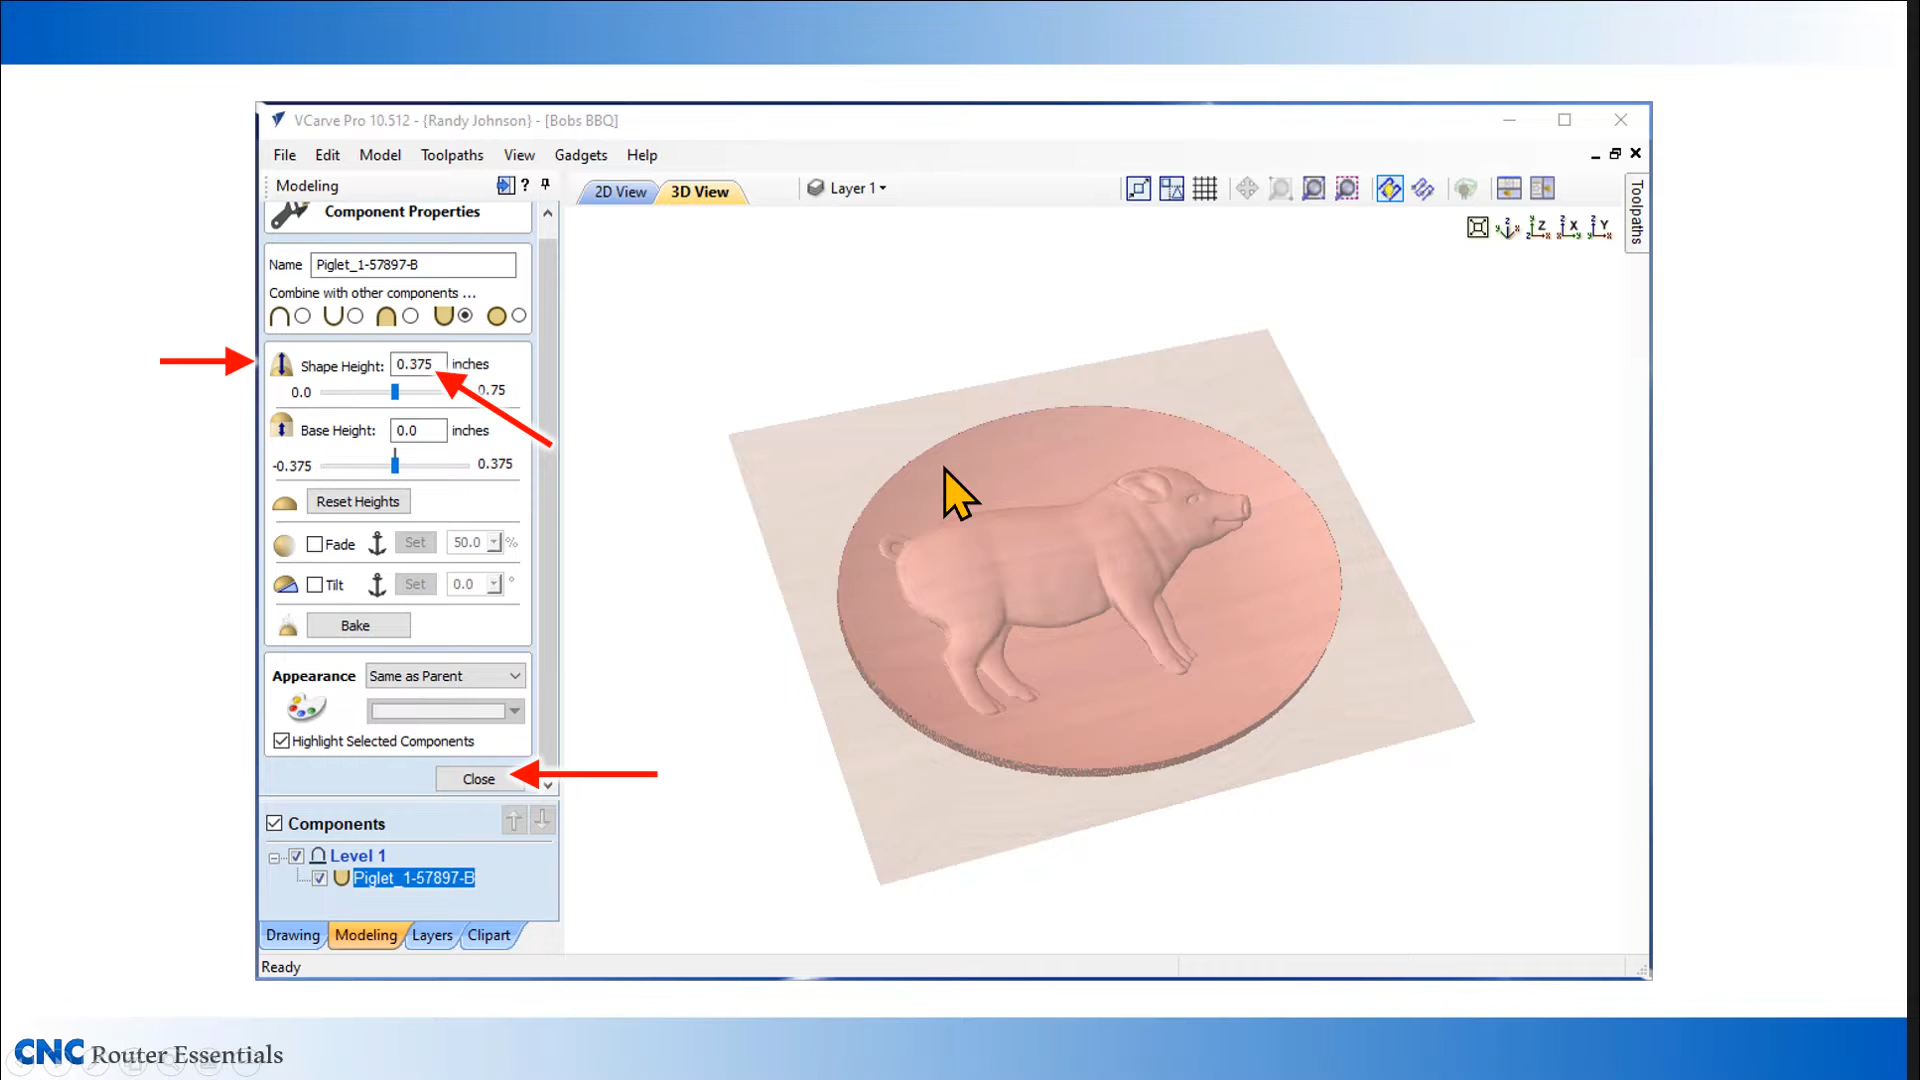 VCarve Pro 10.512 - {Randy Johnson} - [Bobs BBQ]
File Edit Model Toolpaths View Gadgets Help
Modeling ?
2D View 3D View Layer 1
Toolpaths
Component Properties
z y x
y z x
z X x
z Y x
Name Piglet_1-57897-B
Combine with other components ...
Shape Height: 0.375 inches
0.0 0.75
Base Height: 0.0 inches
-0.375 0.375
Reset Heights
Fade Set 50.0 %
Tilt Set 0.0 °
Bake
Appearance Same as Parent
Highlight Selected Components
Close
Components
Level 1
Piglet_1-57897-B
Drawing Modeling Layers Clipart
Ready
CNC Router Essentials